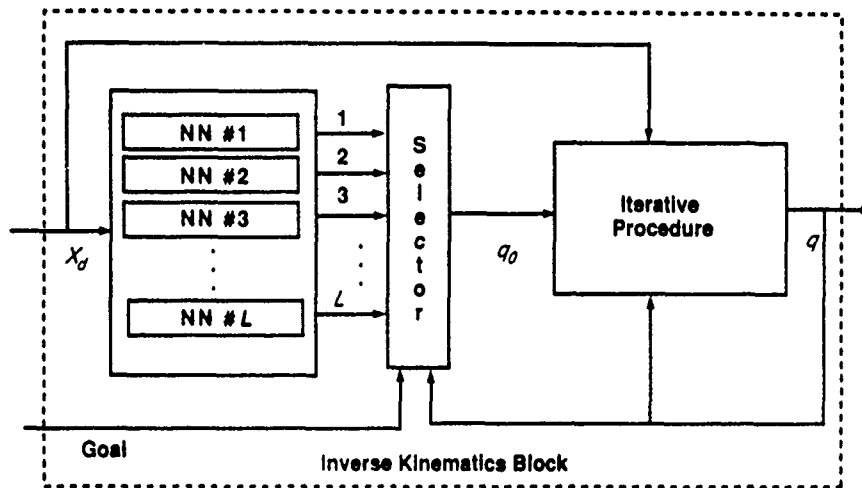 NN #1
NN #2
NN #3
NN #L
1
2
3
L
Selector
X_d
q_0
Iterative
Procedure
q
Goal
Inverse Kinematics Block